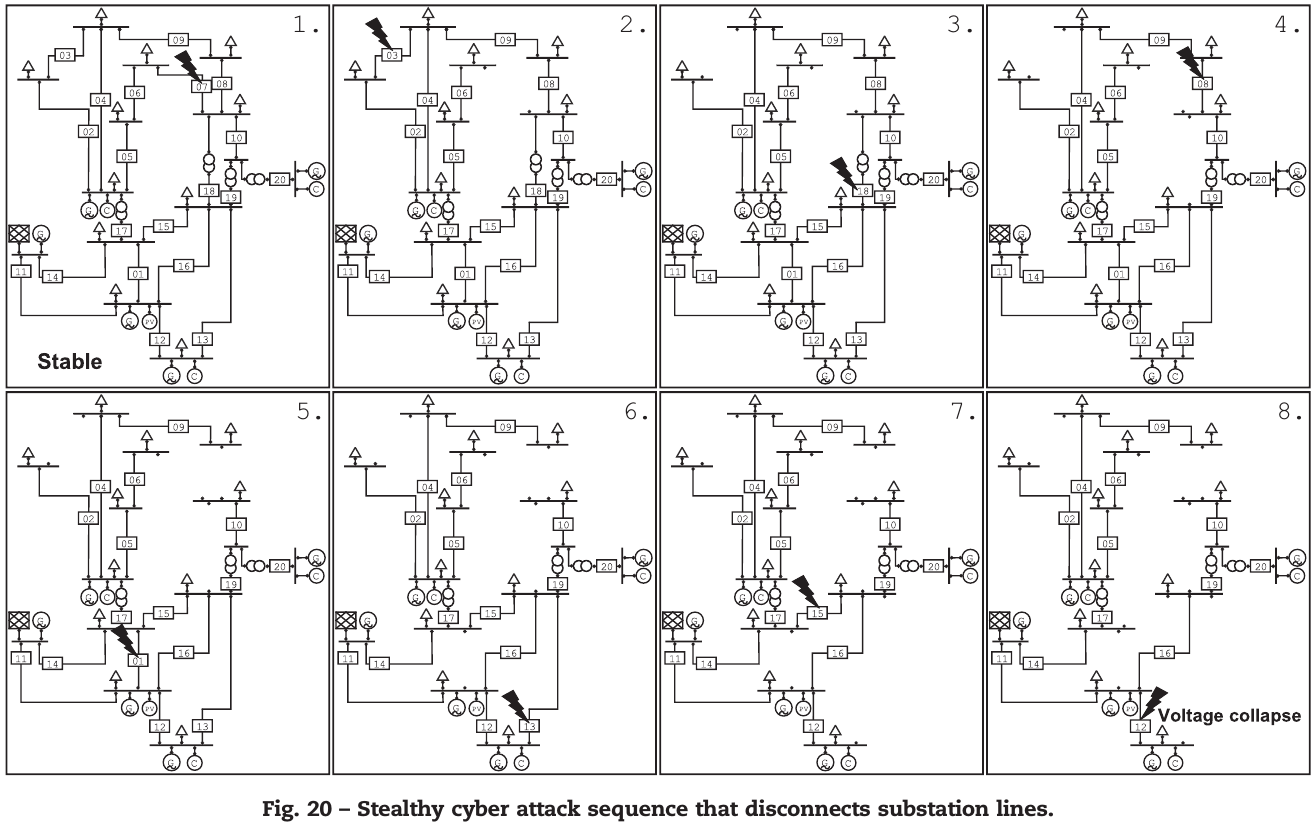 1.
09
03
07
08
04
06
02
10
05
20
G
C
18
19
G
C
15
17
G
16
11
14
01
G
PV
12
13
Stable
G
C
2.
09
03
08
04
06
02
10
05
20
G
C
18
19
G
C
15
17
G
16
11
14
01
G
PV
12
13
G
C
3.
09
08
04
06
02
10
05
20
G
C
18
19
G
C
15
17
G
16
11
14
01
G
PV
12
13
G
C
4.
09
08
04
06
02
10
05
20
G
C
19
G
C
15
17
G
16
11
14
01
G
PV
12
13
G
C
5.
09
04
06
02
10
05
20
G
C
19
G
C
15
17
G
16
11
14
01
G
PV
12
13
G
C
6.
09
04
06
02
10
05
20
G
C
19
G
C
15
17
G
16
11
14
G
PV
12
13
G
C
7.
09
04
06
02
10
05
20
G
C
19
G
C
15
17
G
16
11
14
G
PV
12
G
C
8.
09
04
06
02
10
05
20
G
C
19
G
C
17
G
16
11
14
G
PV
Voltage collapse
12
G
C
Fig. 20 – Stealthy cyber attack sequence that disconnects substation lines.